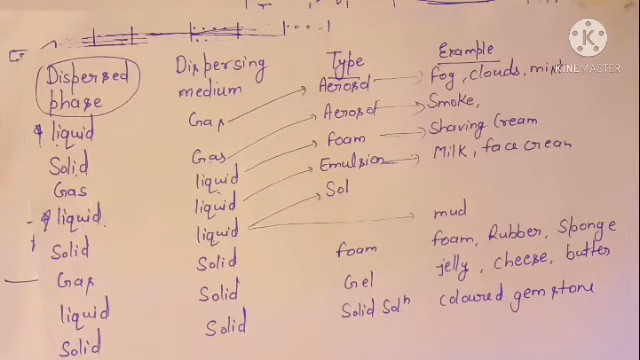 Dispersed phase Dispersing medium Type Example
liquid Gas Aerosol fog, clouds, mist
Solid Gas Aerosol Smoke,
Gas liquid foam Shaving Cream
liquid liquid Emulsion Milk, face cream
Solid liquid Sol mud
Gas Solid foam foam, Rubber, Sponge
liquid Solid Gel jelly, cheese, butter
Solid Solid Solid Solⁿ coloured gemstone
KINEMASTER